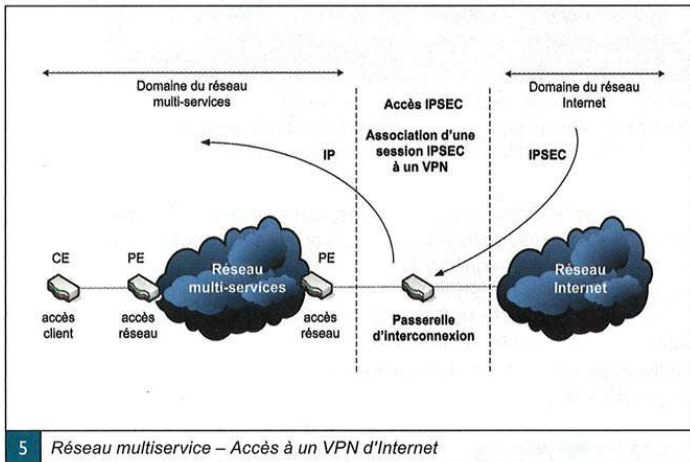 Domaine du réseau
multi-services
Accès IPSEC
Association d'une
session IPSEC
à un VPN
Domaine du réseau
Internet
IP
IPSEC
CE
PE
Réseau
multi-services
PE
Réseau
Internet
accès
client
accès
réseau
accès
réseau
Passerelle
d'interconnexion
5 Réseau multiservice – Accès à un VPN d'Internet